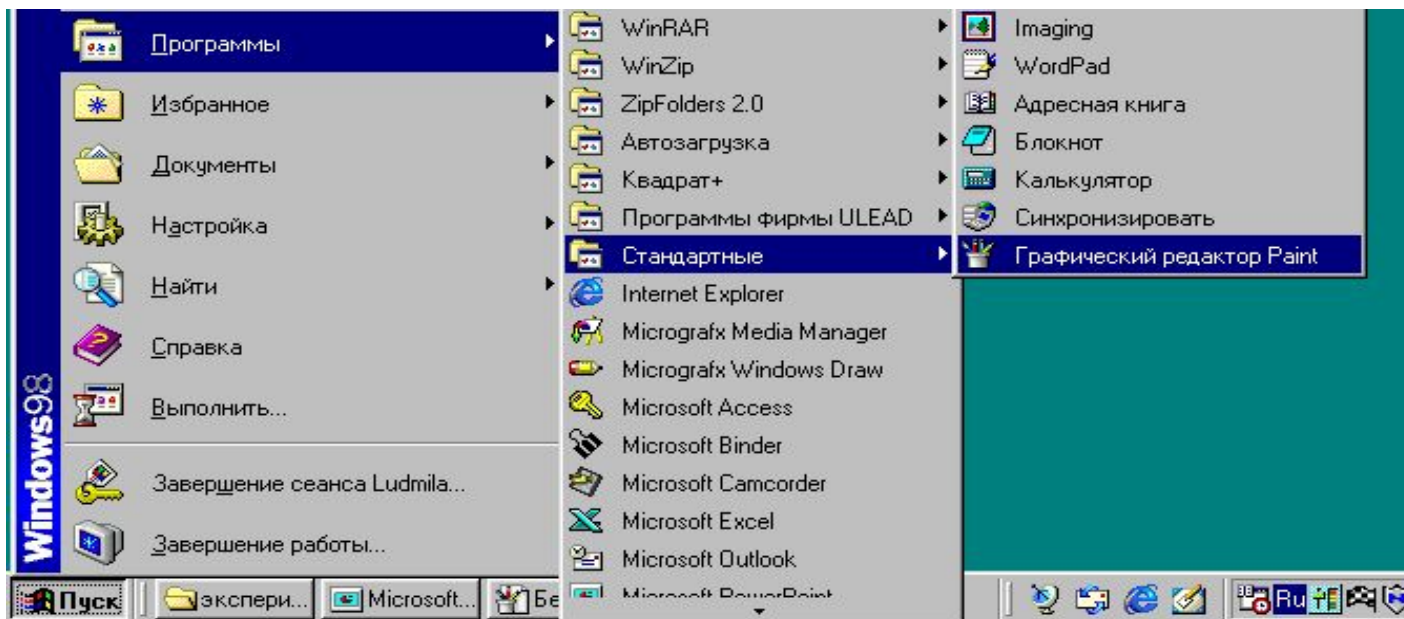 Программы
Избранное
Документы
Настройка
Найти
Справка
Выполнить...
Завершение сеанса Ludmila...
Завершение работы...
Windows98
WinRAR
WinZip
ZipFolders 2.0
Автозагрузка
Квадрат+
Программы фирмы ULEAD
Стандартные
Internet Explorer
Micrografx Media Manager
Micrografx Windows Draw
Microsoft Access
Microsoft Binder
Microsoft Camcorder
Microsoft Excel
Microsoft Outlook
Microsoft PowerPoint
Imaging
WordPad
Адресная книга
Блокнот
Калькулятор
Синхронизировать
Графический редактор Paint
Пуск
экспери...
Microsoft...
Бе
Ru